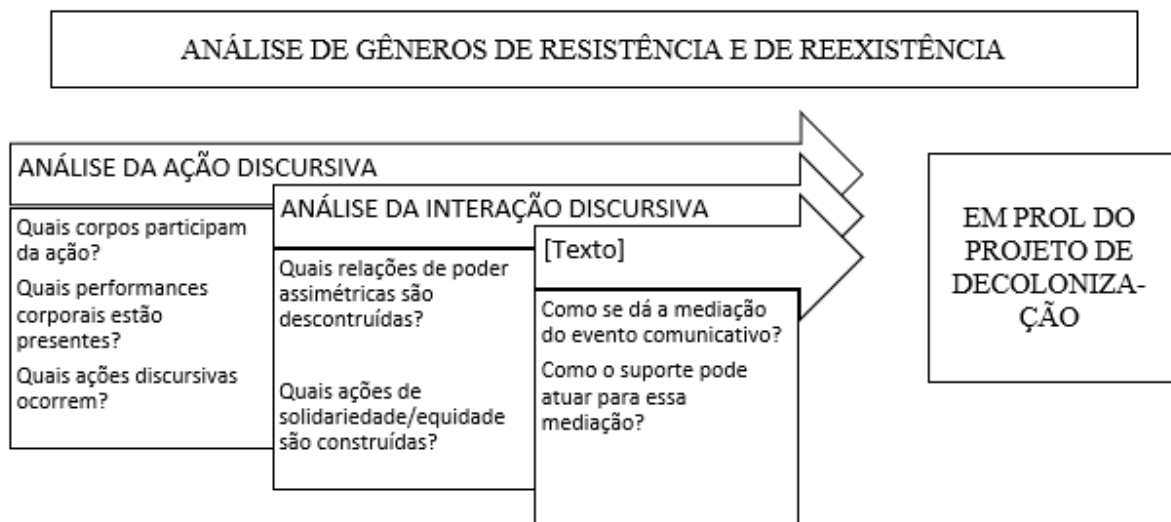 ANÁLISE DE GÊNEROS DE RESISTÊNCIA E DE REEXISTÊNCIA
ANÁLISE DA AÇÃO DISCURSIVA
Quais corpos participam
da ação?
Quais performances
corporais estão
presentes?
Quais ações discursivas
ocorrem?
ANÁLISE DA INTERAÇÃO DISCURSIVA
Quais relações de poder
assimétricas são
descontruídas?
Quais ações de
solidariedade/equidade
são construídas?
[Texto]
Como se dá a mediação
do evento comunicativo?
Como o suporte pode
atuar para essa
mediação?
EM PROL DO
PROJETO DE
DECOLONIZA-
ÇÃO